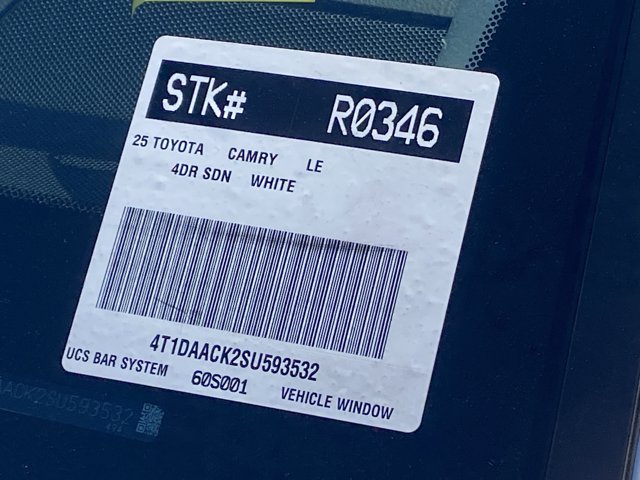 STK# R0346
25 TOYOTA CAMRY LE
4DR SDN WHITE
4T1DAACK2SU593532
UCS BAR SYSTEM 60S001 VEHICLE WINDOW